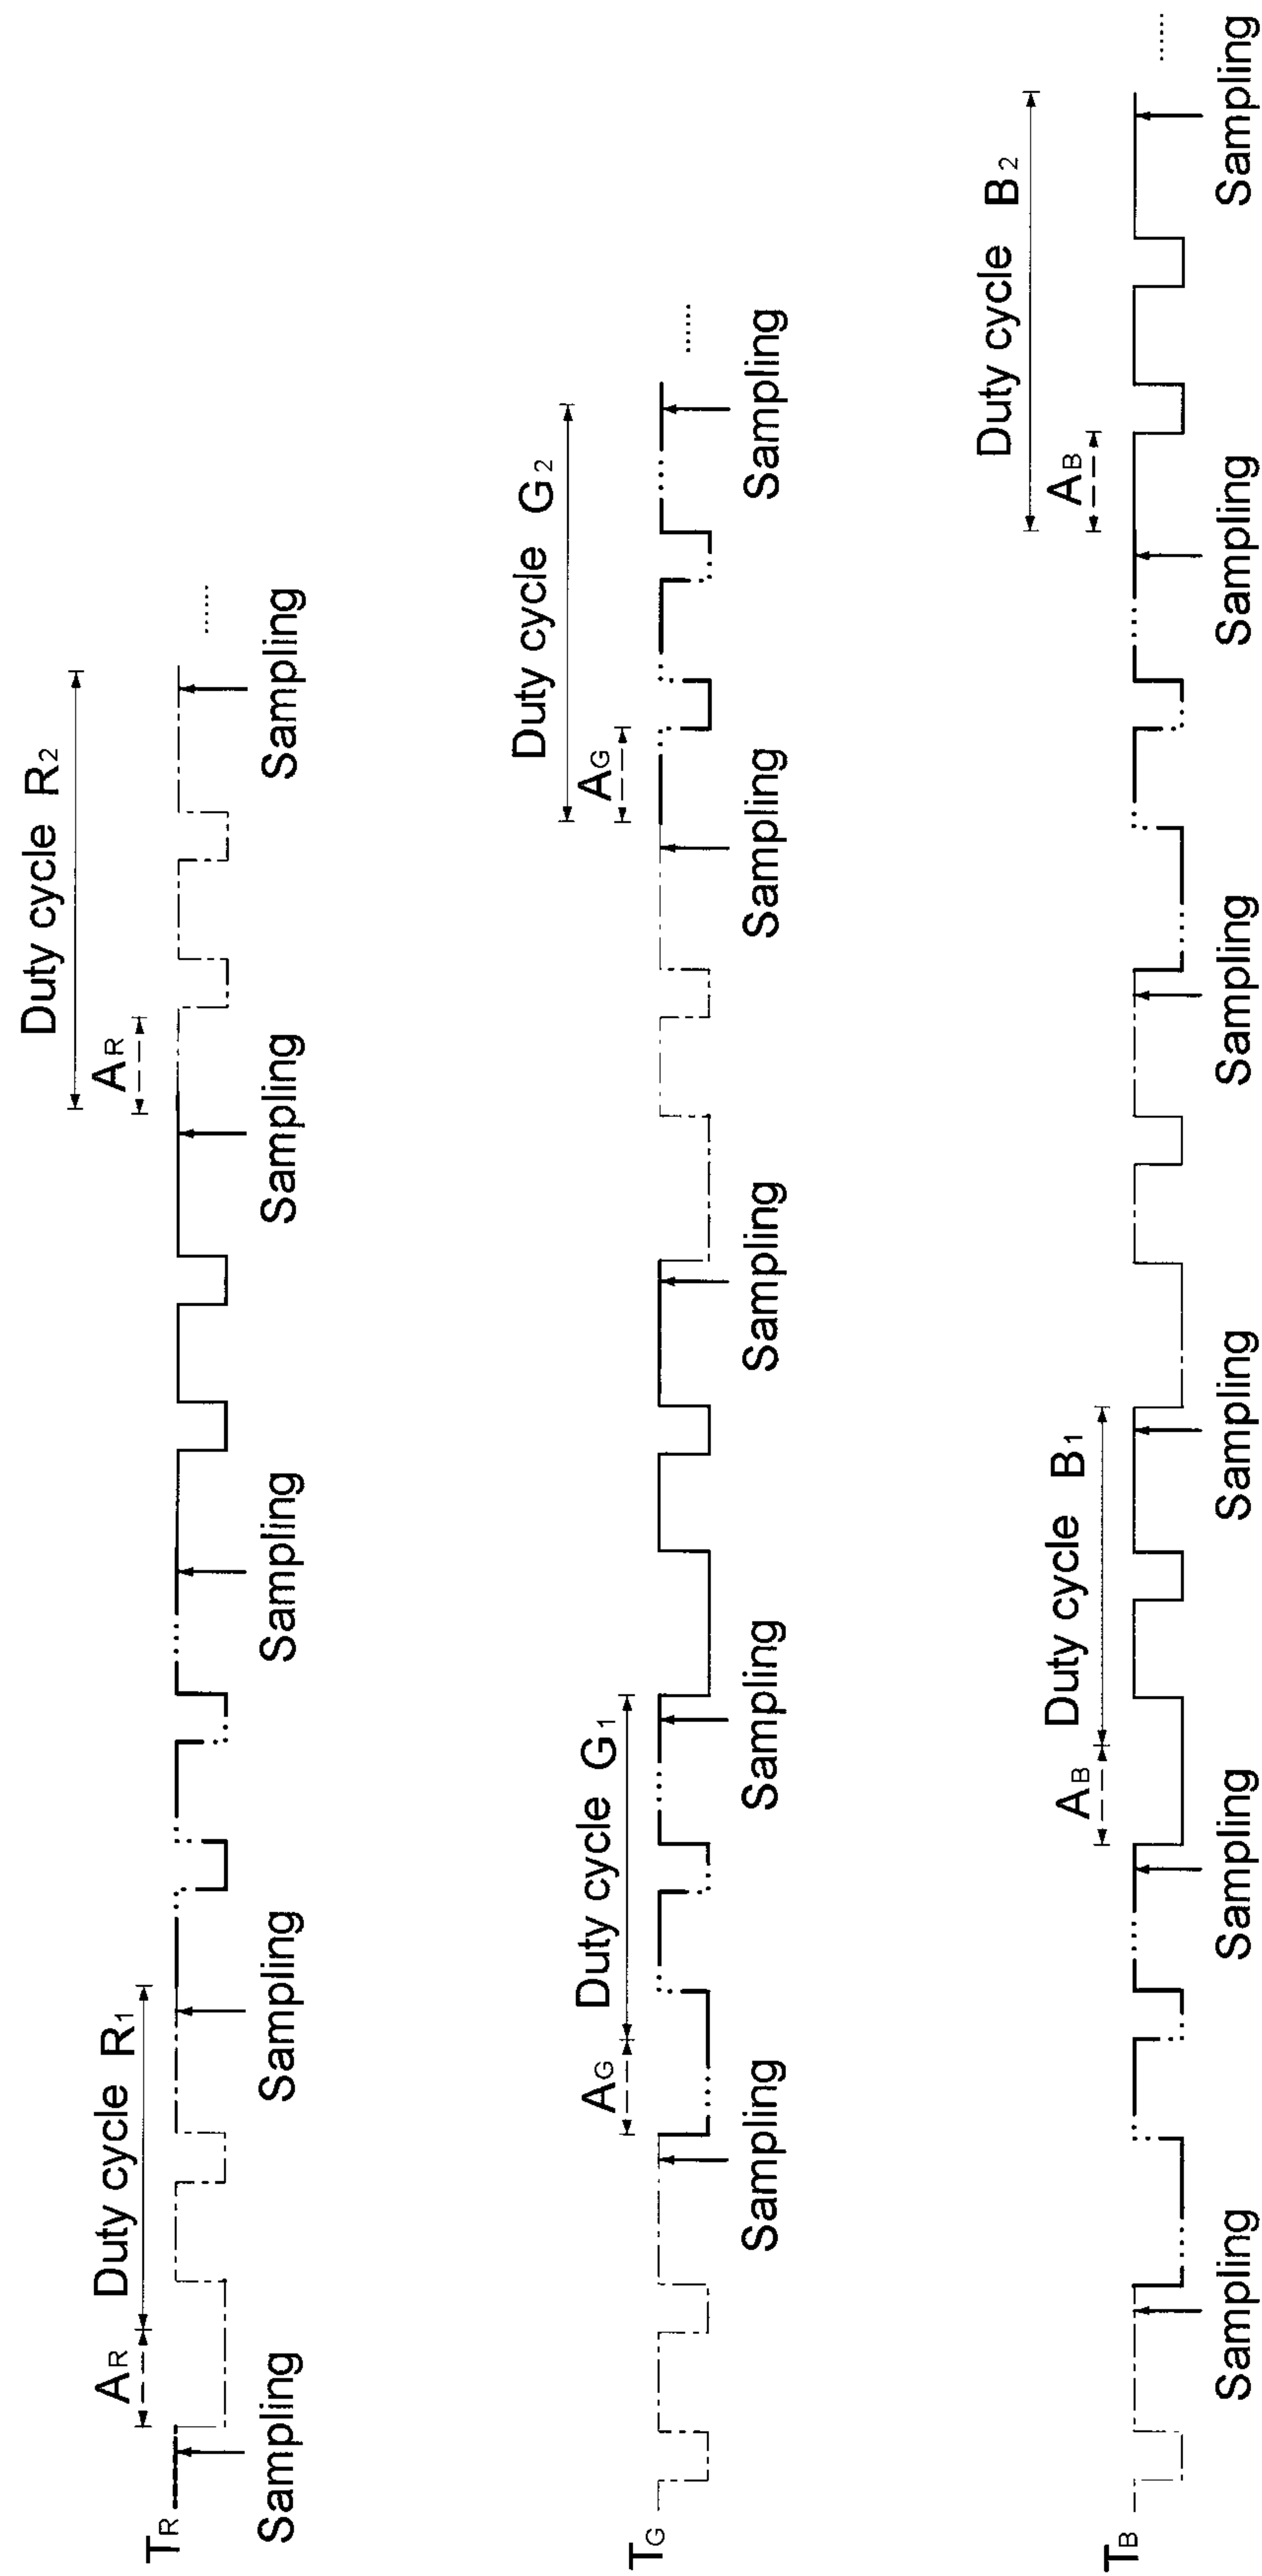 Duty cycle R2
AR Duty cycle R1 AR
TR
Sampling Sampling Sampling Sampling Sampling
Duty cycle G2
AG Duty cycle G1 AG
TG
Sampling Sampling Sampling Sampling Sampling
Duty cycle B2
AB Duty cycle B1 AB
TB
Sampling Sampling Sampling Sampling Sampling Sampling